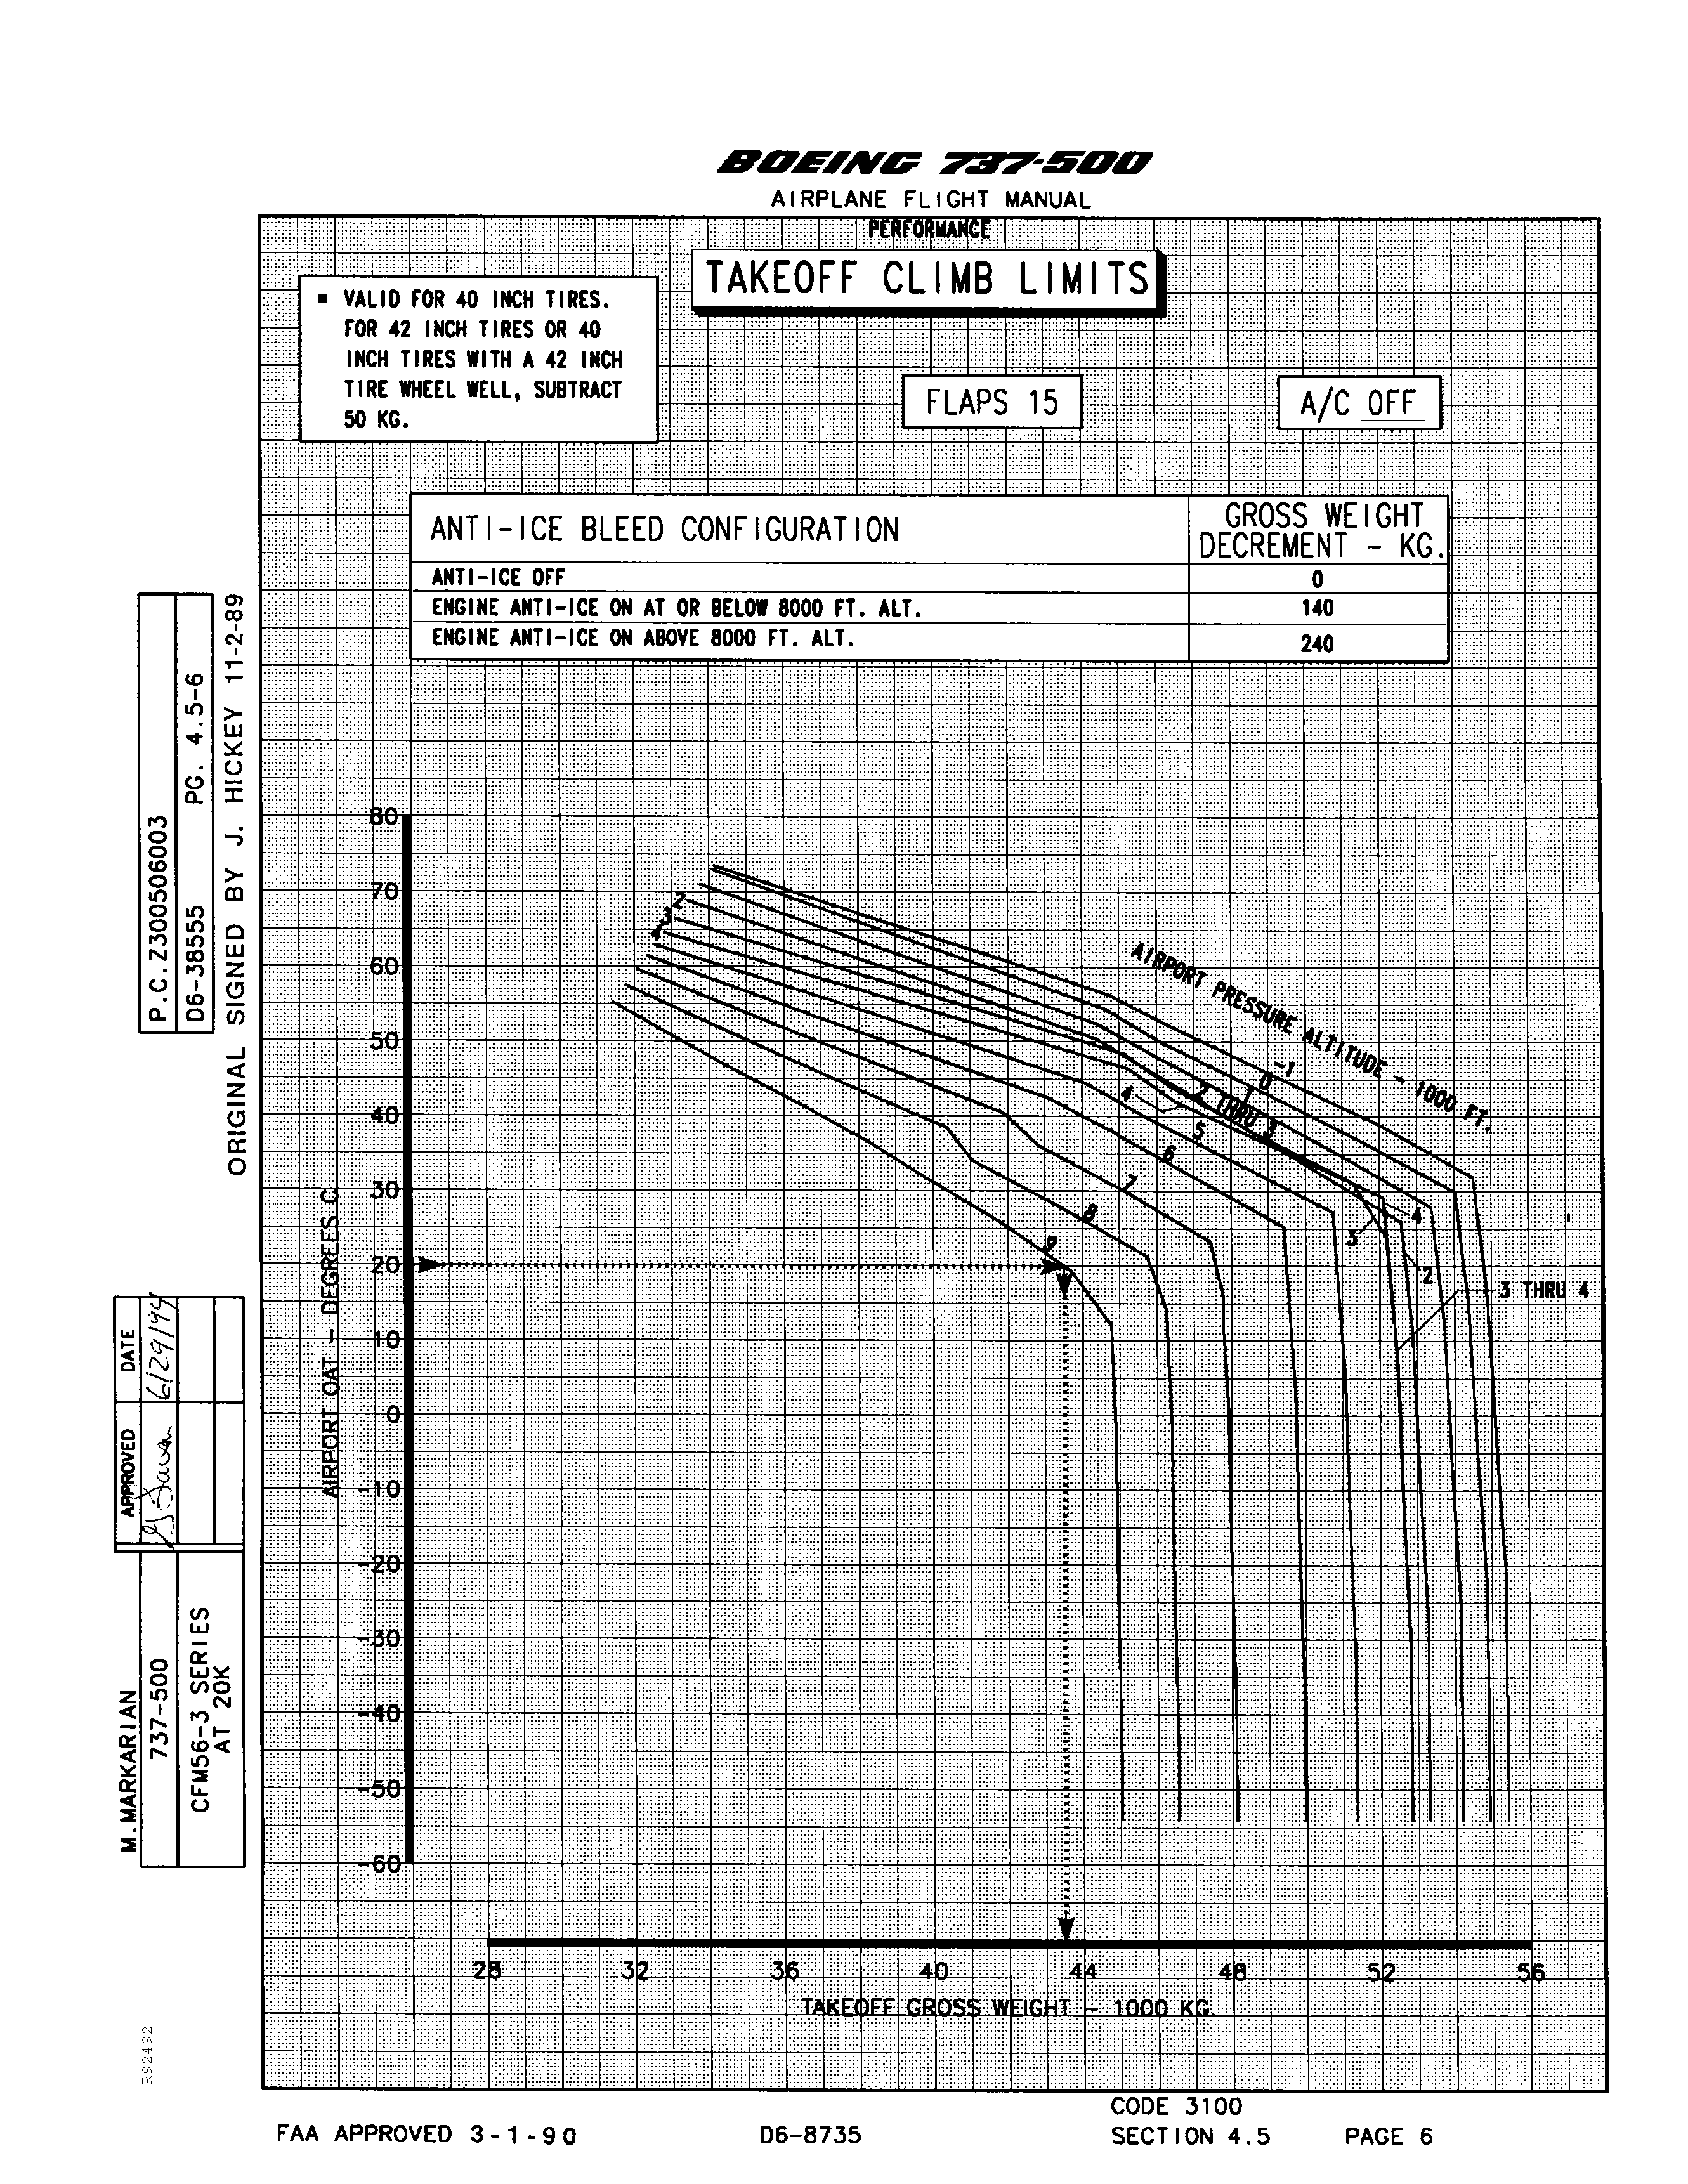 BOEING 737-500
AIRPLANE FLIGHT MANUAL
PERFORMANCE
TAKEOFF CLIMB LIMITS
▪ VALID FOR 40 INCH TIRES.
FOR 42 INCH TIRES OR 40
INCH TIRES WITH A 42 INCH
TIRE WHEEL WELL, SUBTRACT
50 KG.
FLAPS 15
A/C OFF
ANTI-ICE BLEED CONFIGURATION
GROSS WEIGHT
DECREMENT - KG.
ANTI-ICE OFF 0
ENGINE ANTI-ICE ON AT OR BELOW 8000 FT. ALT. 140
ENGINE ANTI-ICE ON ABOVE 8000 FT. ALT. 240
P.C. Z300506003
D6-38555 PG. 4.5-6
ORIGINAL SIGNED BY J. HICKEY 11-2-89
80
70
60
50
40
30
20
10
0
-10
-20
-30
-40
-50
-60
AIRPORT OAT - DEGREES C
2
3
4
AIRPORT PRESSURE ALTITUDE - 1000 FT.
-1
0
1
2 THRU 3
4
5
6
7
8
9
4
3
2
3 THRU 4
28 32 36 40 44 48 52 56
TAKEOFF GROSS WEIGHT - 1000 KG.
APPROVED DATE
6/29/94
M. MARKARIAN
737-500
CFM56-3 SERIES
AT 20K
R92492
CODE 3100
FAA APPROVED 3-1-90 D6-8735 SECTION 4.5 PAGE 6